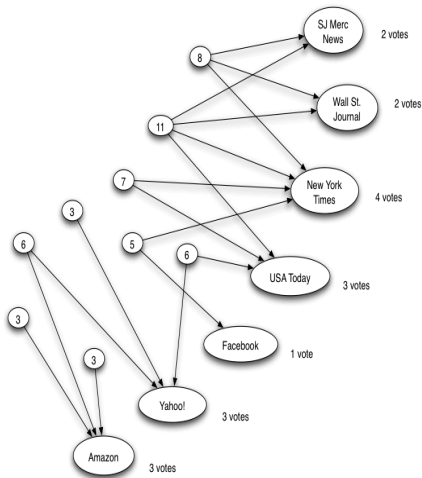 SJ Merc
News
2 votes
8
Wall St.
Journal
2 votes
11
New York
Times
4 votes
7
3
5
6
6
USA Today
3 votes
3
Facebook
1 vote
3
Yahoo!
3 votes
Amazon
3 votes